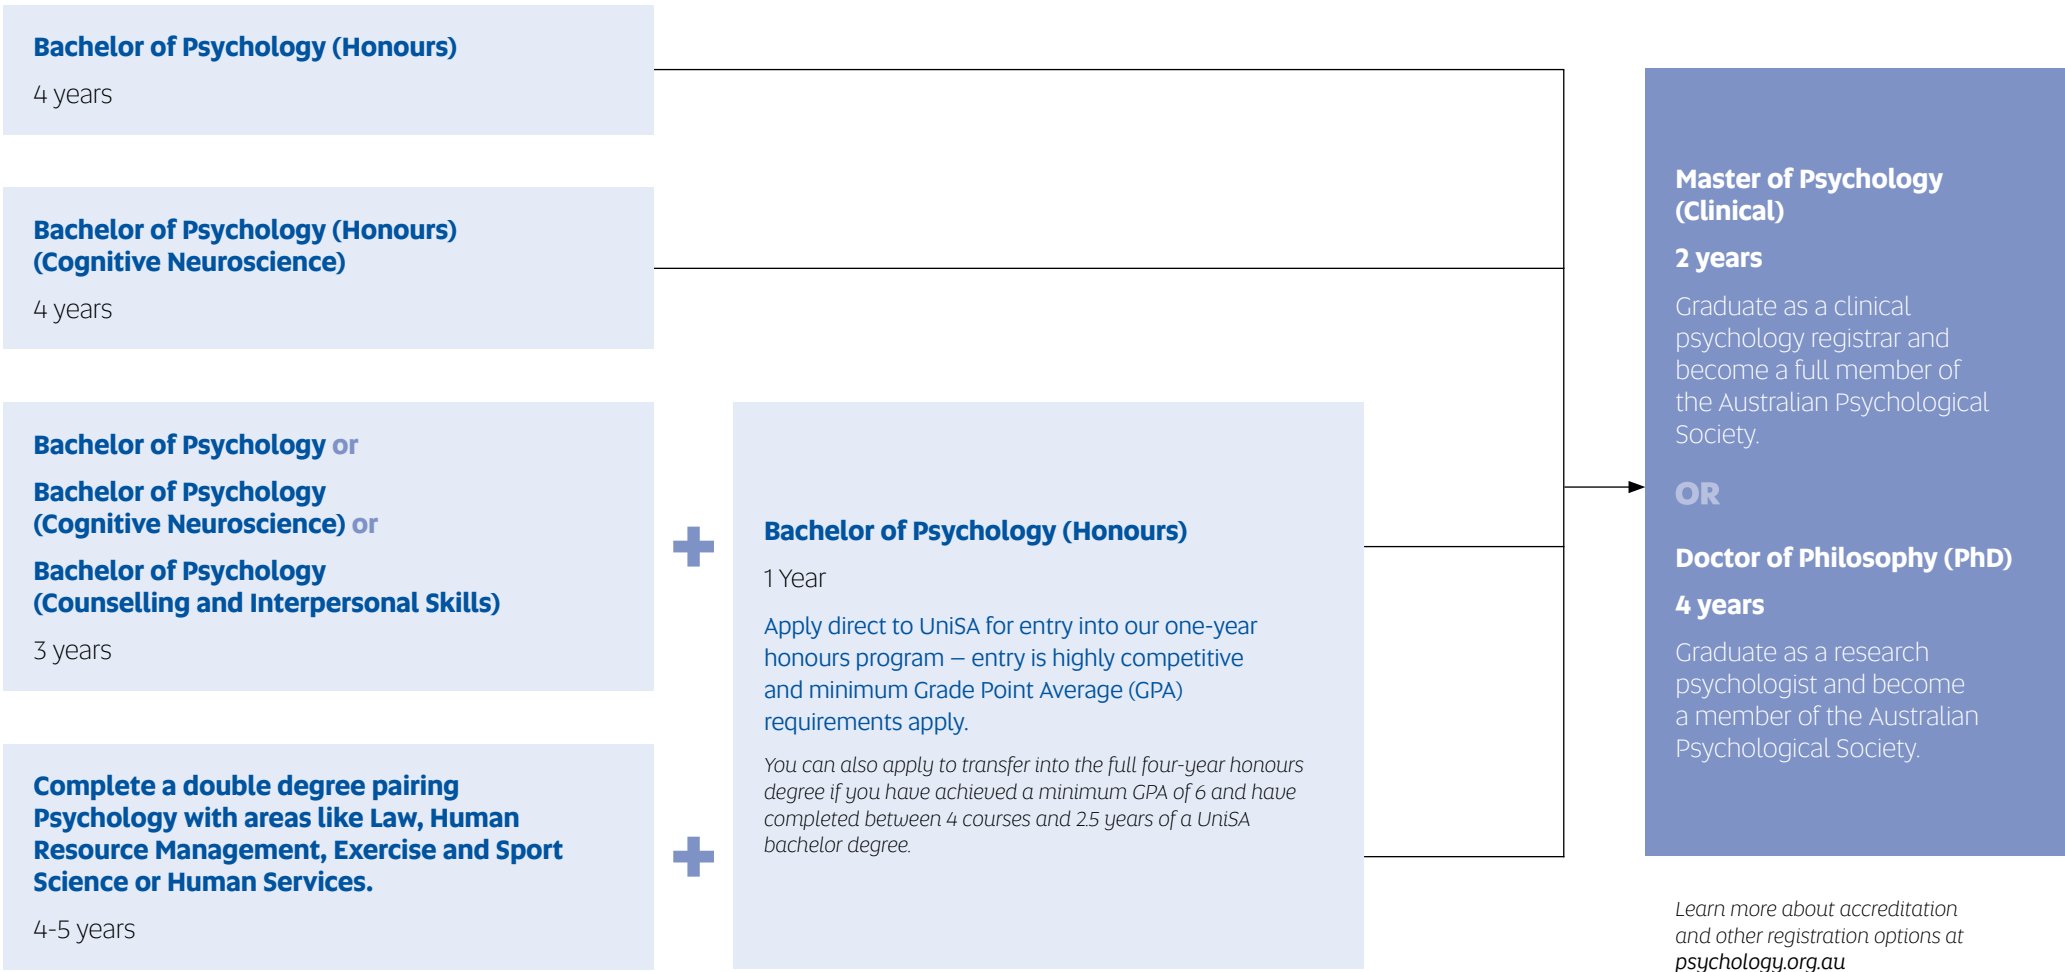 Bachelor of Psychology (Honours)
4 years
Bachelor of Psychology (Honours)
(Cognitive Neuroscience)
4 years
Bachelor of Psychology or
Bachelor of Psychology
(Cognitive Neuroscience) or
Bachelor of Psychology
(Counselling and Interpersonal Skills)
3 years
Complete a double degree pairing
Psychology with areas like Law, Human
Resource Management, Exercise and Sport
Science or Human Services.
4-5 years
Bachelor of Psychology (Honours)
1 Year
Apply direct to UniSA for entry into our one-year
honours program – entry is highly competitive
and minimum Grade Point Average (GPA)
requirements apply.
You can also apply to transfer into the full four-year honours
degree if you have achieved a minimum GPA of 6 and have
completed between 4 courses and 2.5 years of a UniSA
bachelor degree.
Master of Psychology
(Clinical)
2 years
Graduate as a clinical
psychology registrar and
become a full member of
the Australian Psychological
Society.
OR
Doctor of Philosophy (PhD)
4 years
Graduate as a research
psychologist and become
a member of the Australian
Psychological Society.
Learn more about accreditation
and other registration options at
psychology.org.au